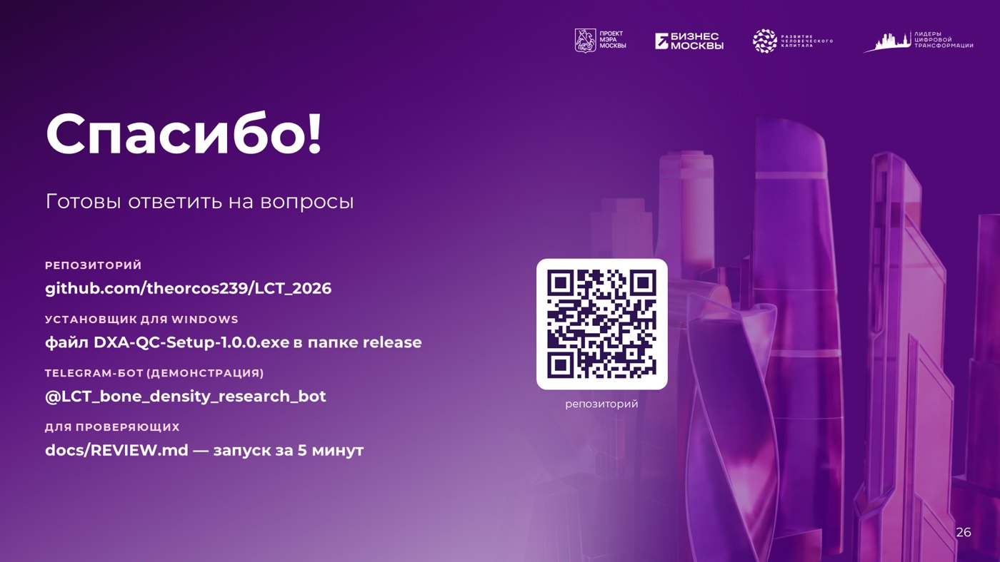 ПРОЕКТ
МЭРА
МОСКВЫ
БИЗНЕС
МОСКВЫ
РАЗВИТИЕ
ЧЕЛОВЕЧЕСКОГО
КАПИТАЛА
ЛИДЕРЫ
ЦИФРОВОЙ
ТРАНСФОРМАЦИИ
Спасибо!
Готовы ответить на вопросы
РЕПОЗИТОРИЙ
github.com/theorcos239/LCT_2026
УСТАНОВЩИК ДЛЯ WINDOWS
файл DXA-QC-Setup-1.0.0.exe в папке release
TELEGRAM-БОТ (ДЕМОНСТРАЦИЯ)
@LCT_bone_density_research_bot
ДЛЯ ПРОВЕРЯЮЩИХ
docs/REVIEW.md — запуск за 5 минут
репозиторий
26